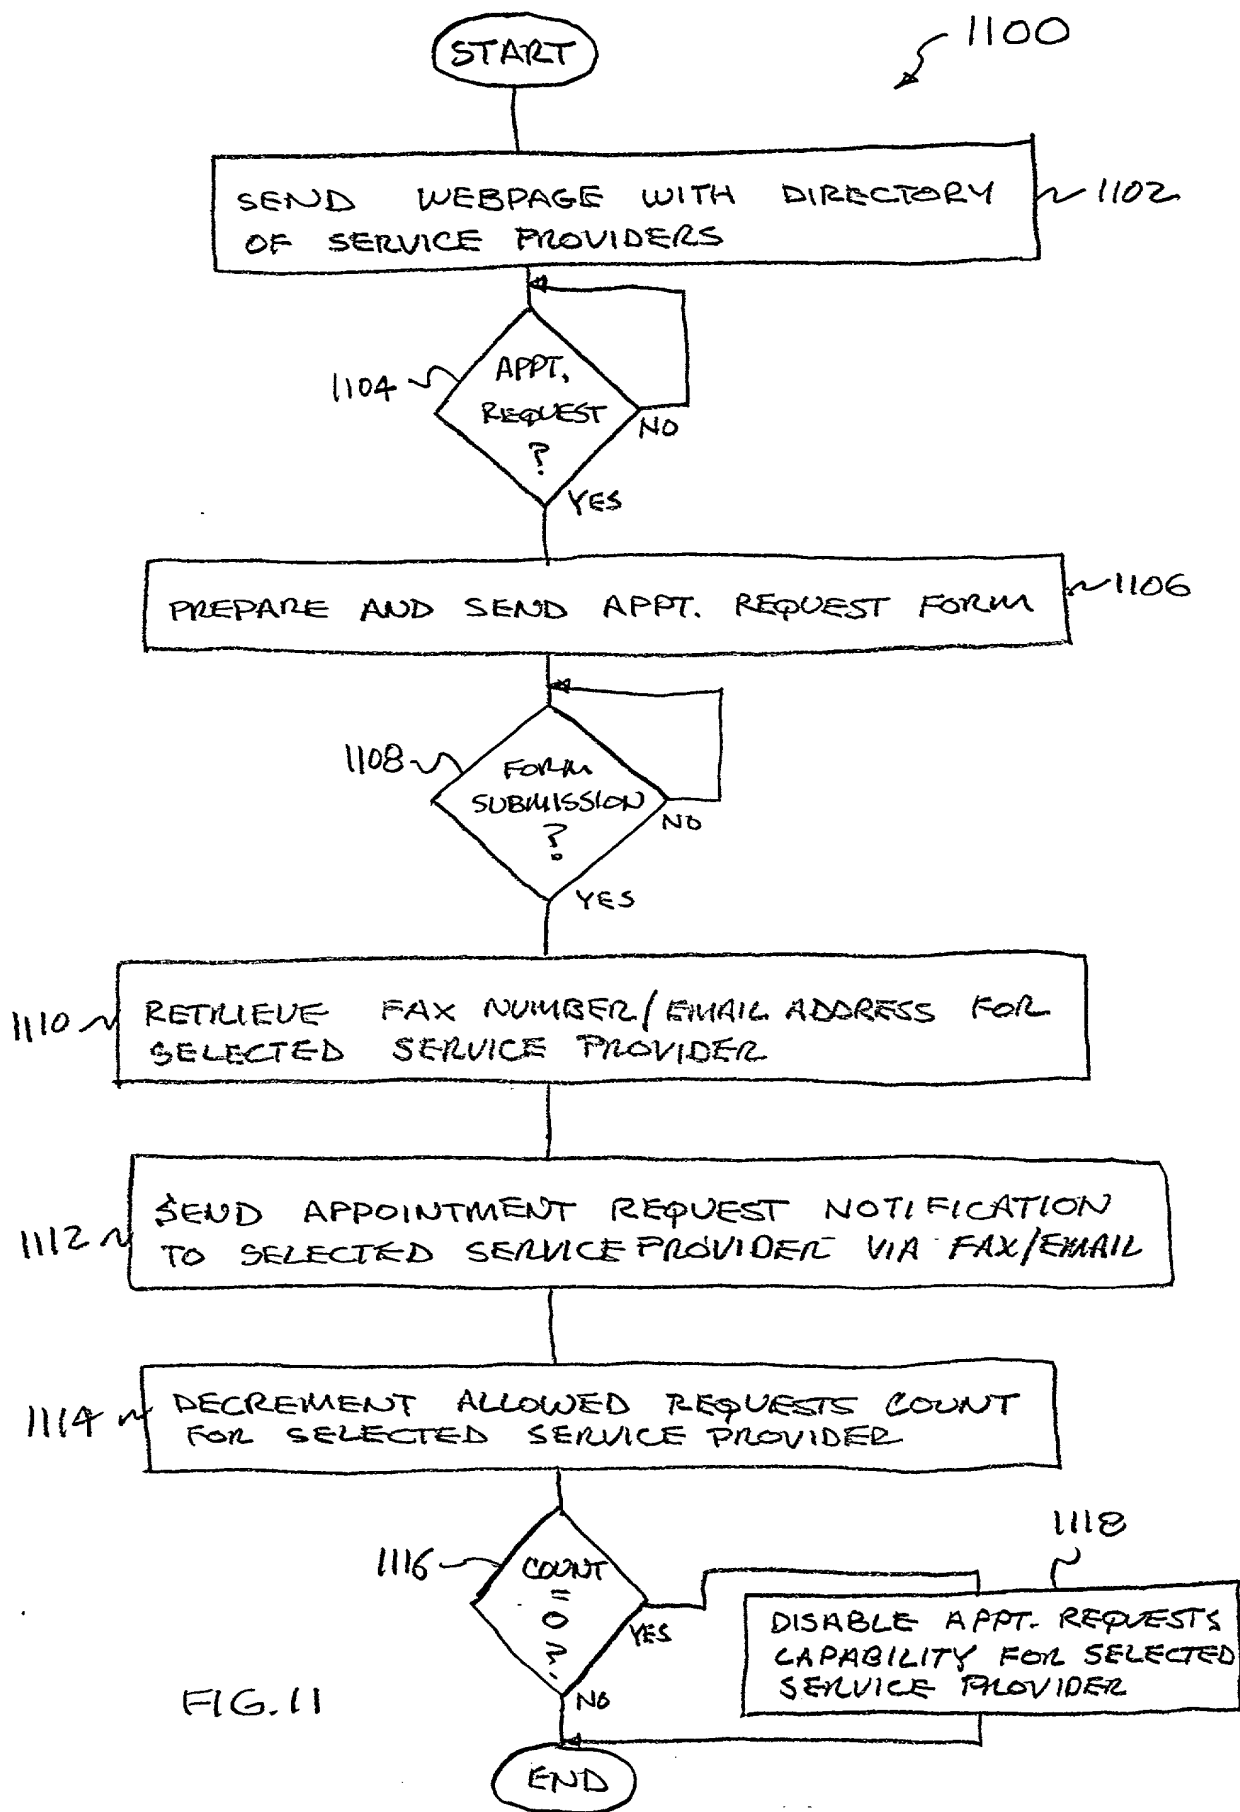 START
1100
SEND WEBPAGE WITH DIRECTORY
OF SERVICE PROVIDERS
1102
1104
APPT.
REQUEST
?
NO
YES
PREPARE AND SEND APPT. REQUEST FORM
1106
1108
FORM
SUBMISSION
?
NO
YES
1110
RETRIEVE FAX NUMBER/EMAIL ADDRESS FOR
SELECTED SERVICE PROVIDER
1112
SEND APPOINTMENT REQUEST NOTIFICATION
TO SELECTED SERVICE PROVIDER VIA FAX/EMAIL
1114
DECREMENT ALLOWED REQUESTS COUNT
FOR SELECTED SERVICE PROVIDER
1116
COUNT
=
0
?
YES
NO
1118
DISABLE APPT. REQUESTS
CAPABILITY FOR SELECTED
SERVICE PROVIDER
FIG. 11
END